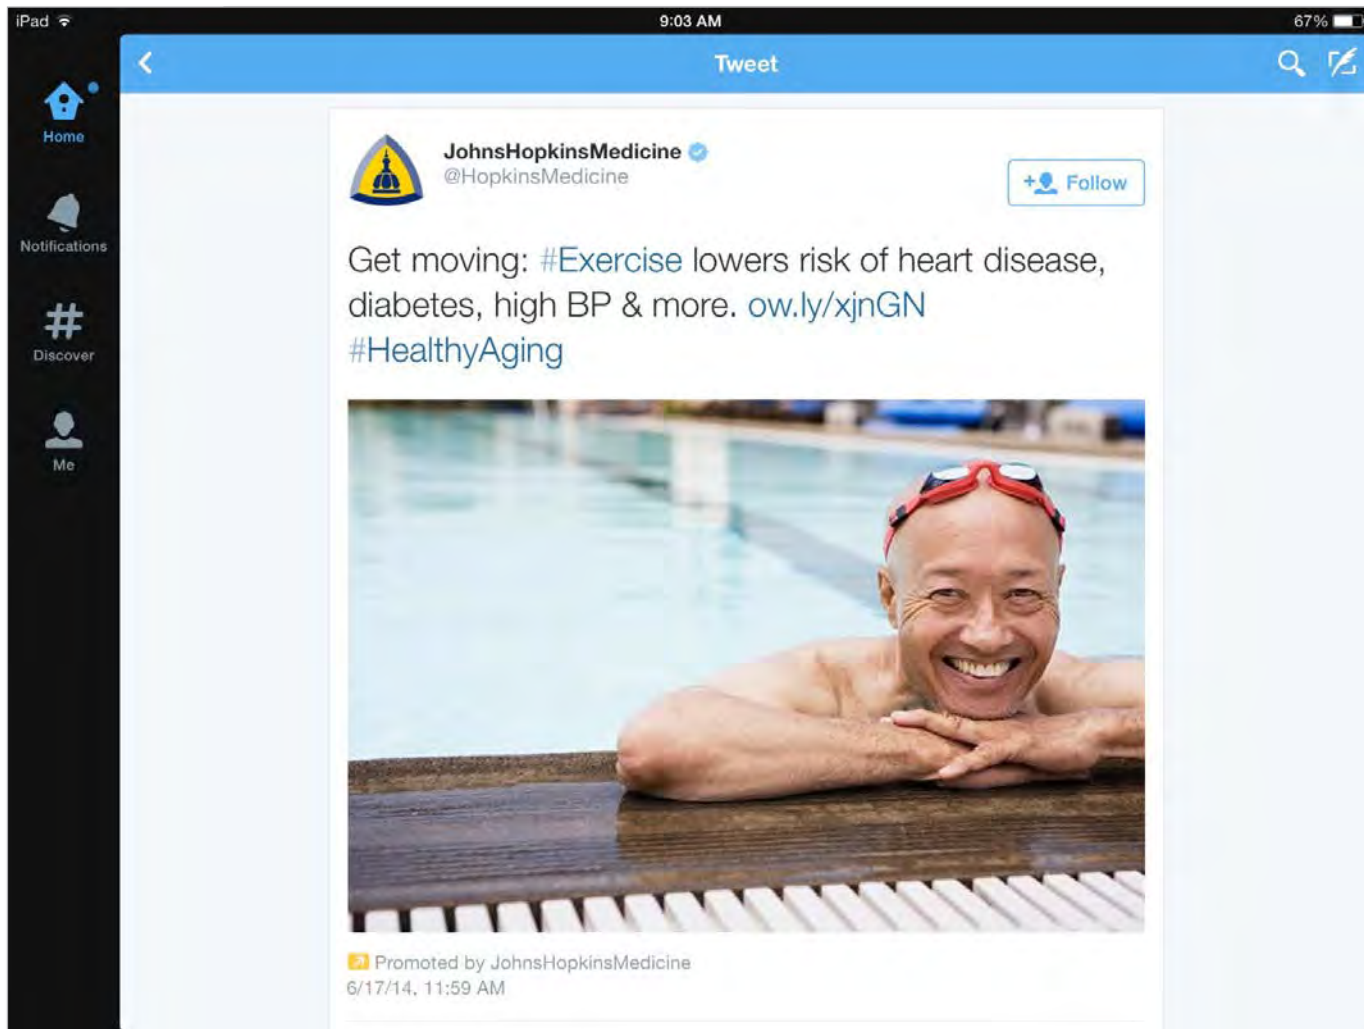 iPad
9:03 AM
67%
Tweet
Home
Notifications
Discover
Me
JohnsHopkinsMedicine
@HopkinsMedicine
Follow
Get moving: #Exercise lowers risk of heart disease,
diabetes, high BP & more. ow.ly/xjnGN
#HealthyAging
Promoted by JohnsHopkinsMedicine
6/17/14, 11:59 AM